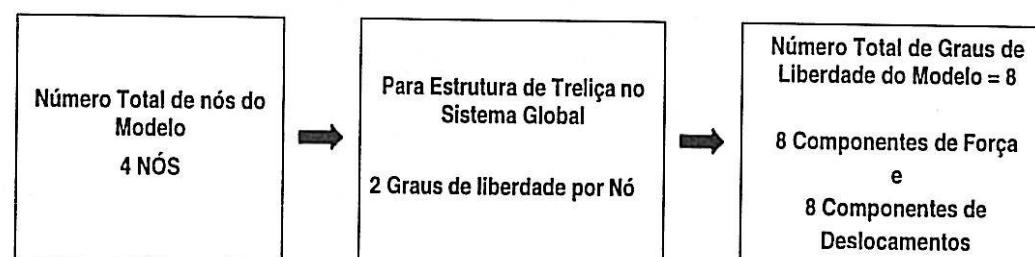 Número Total de nós do
Modelo
4 NÓS
Para Estrutura de Treliça no
Sistema Global
2 Graus de liberdade por Nó
Número Total de Graus de
Liberdade do Modelo = 8
8 Componentes de Força
e
8 Componentes de
Deslocamentos